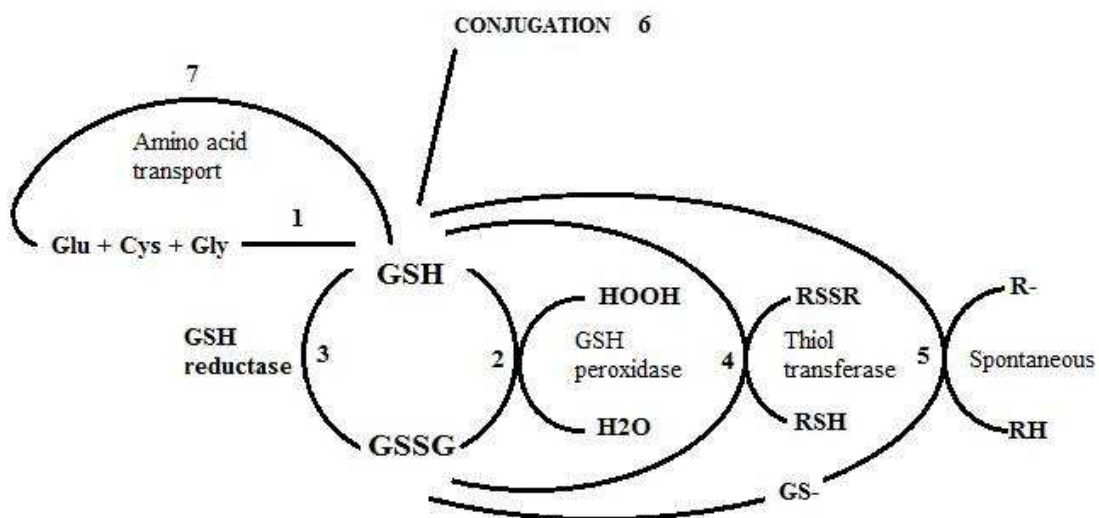 CONJUGATION 6
7
Amino acid
transport
1
Glu + Cys + Gly
GSH
HOOH
RSSR
R-
GSH
reductase
3
2
GSH
peroxidase
4
Thiol
transferase
5
Spontaneous
GSSG
H2O
RSH
RH
GS-